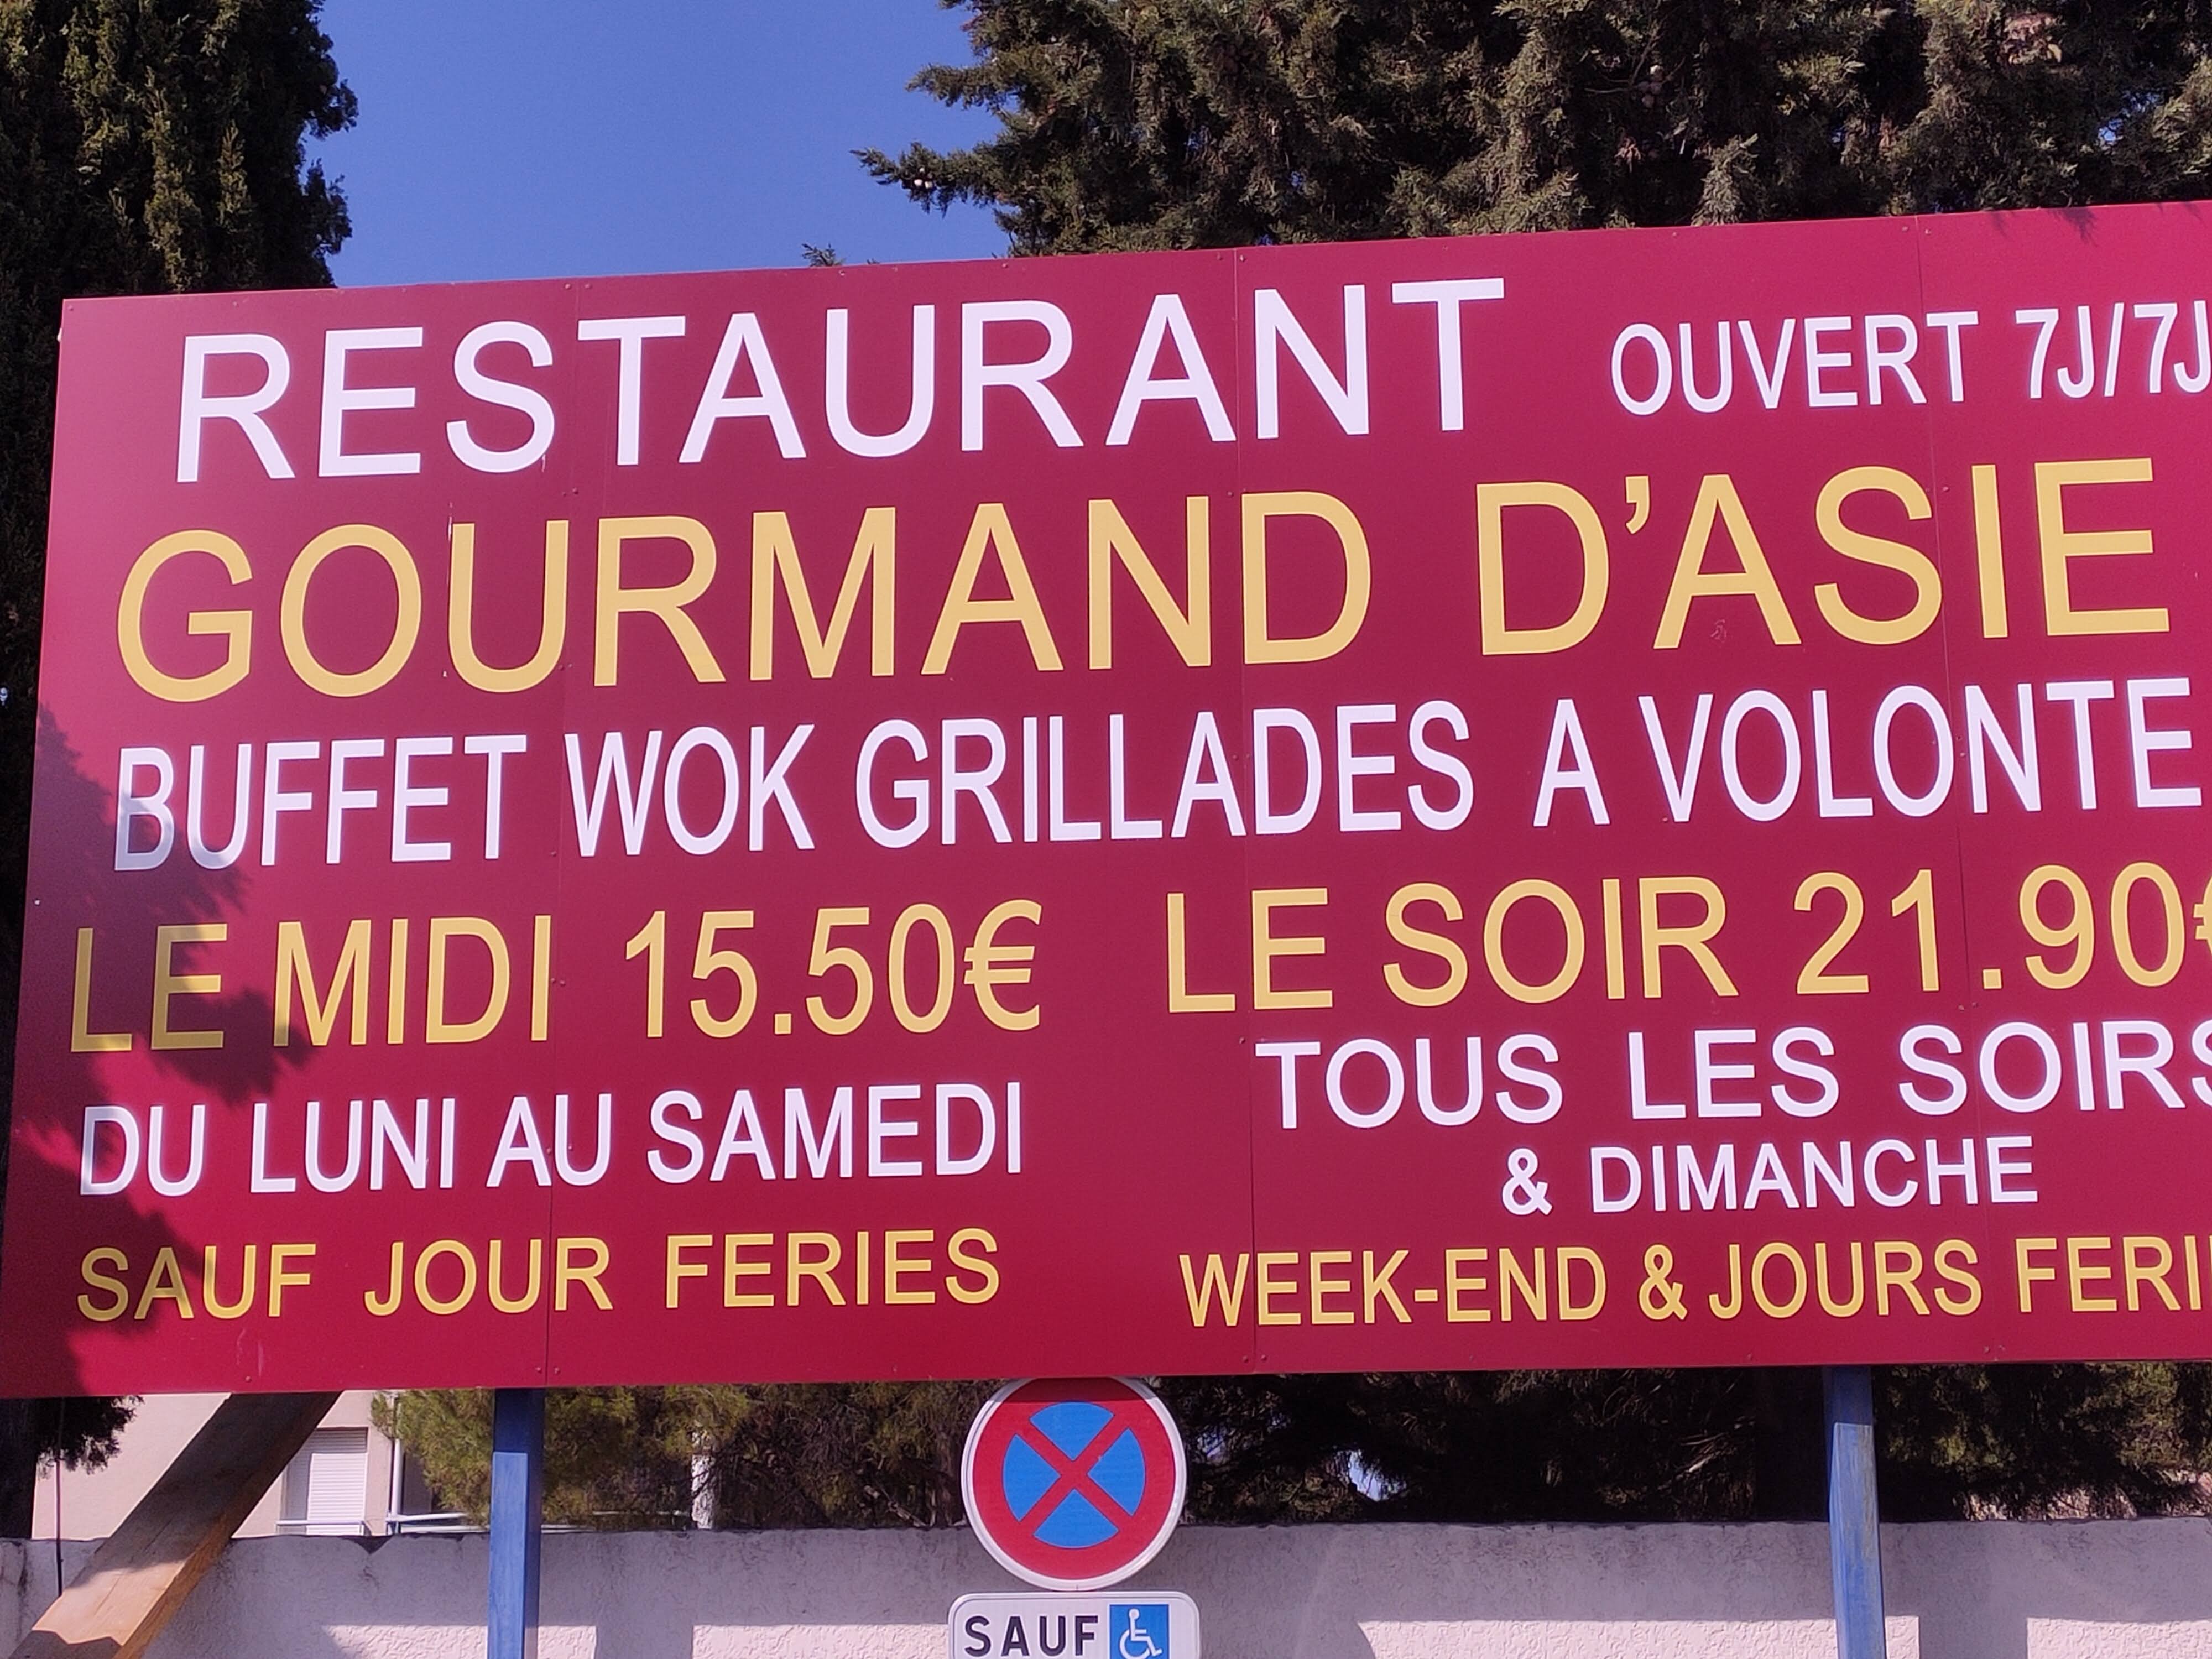 RESTAURANT OUVERT 7J/7J
GOURMAND D'ASIE
BUFFET WOK GRILLADES A VOLONTE
LE MIDI 15.50€ LE SOIR 21.90€
DU LUNI AU SAMEDI
TOUS LES SOIRS
& DIMANCHE
SAUF JOUR FERIES
WEEK-END & JOURS
SAUF